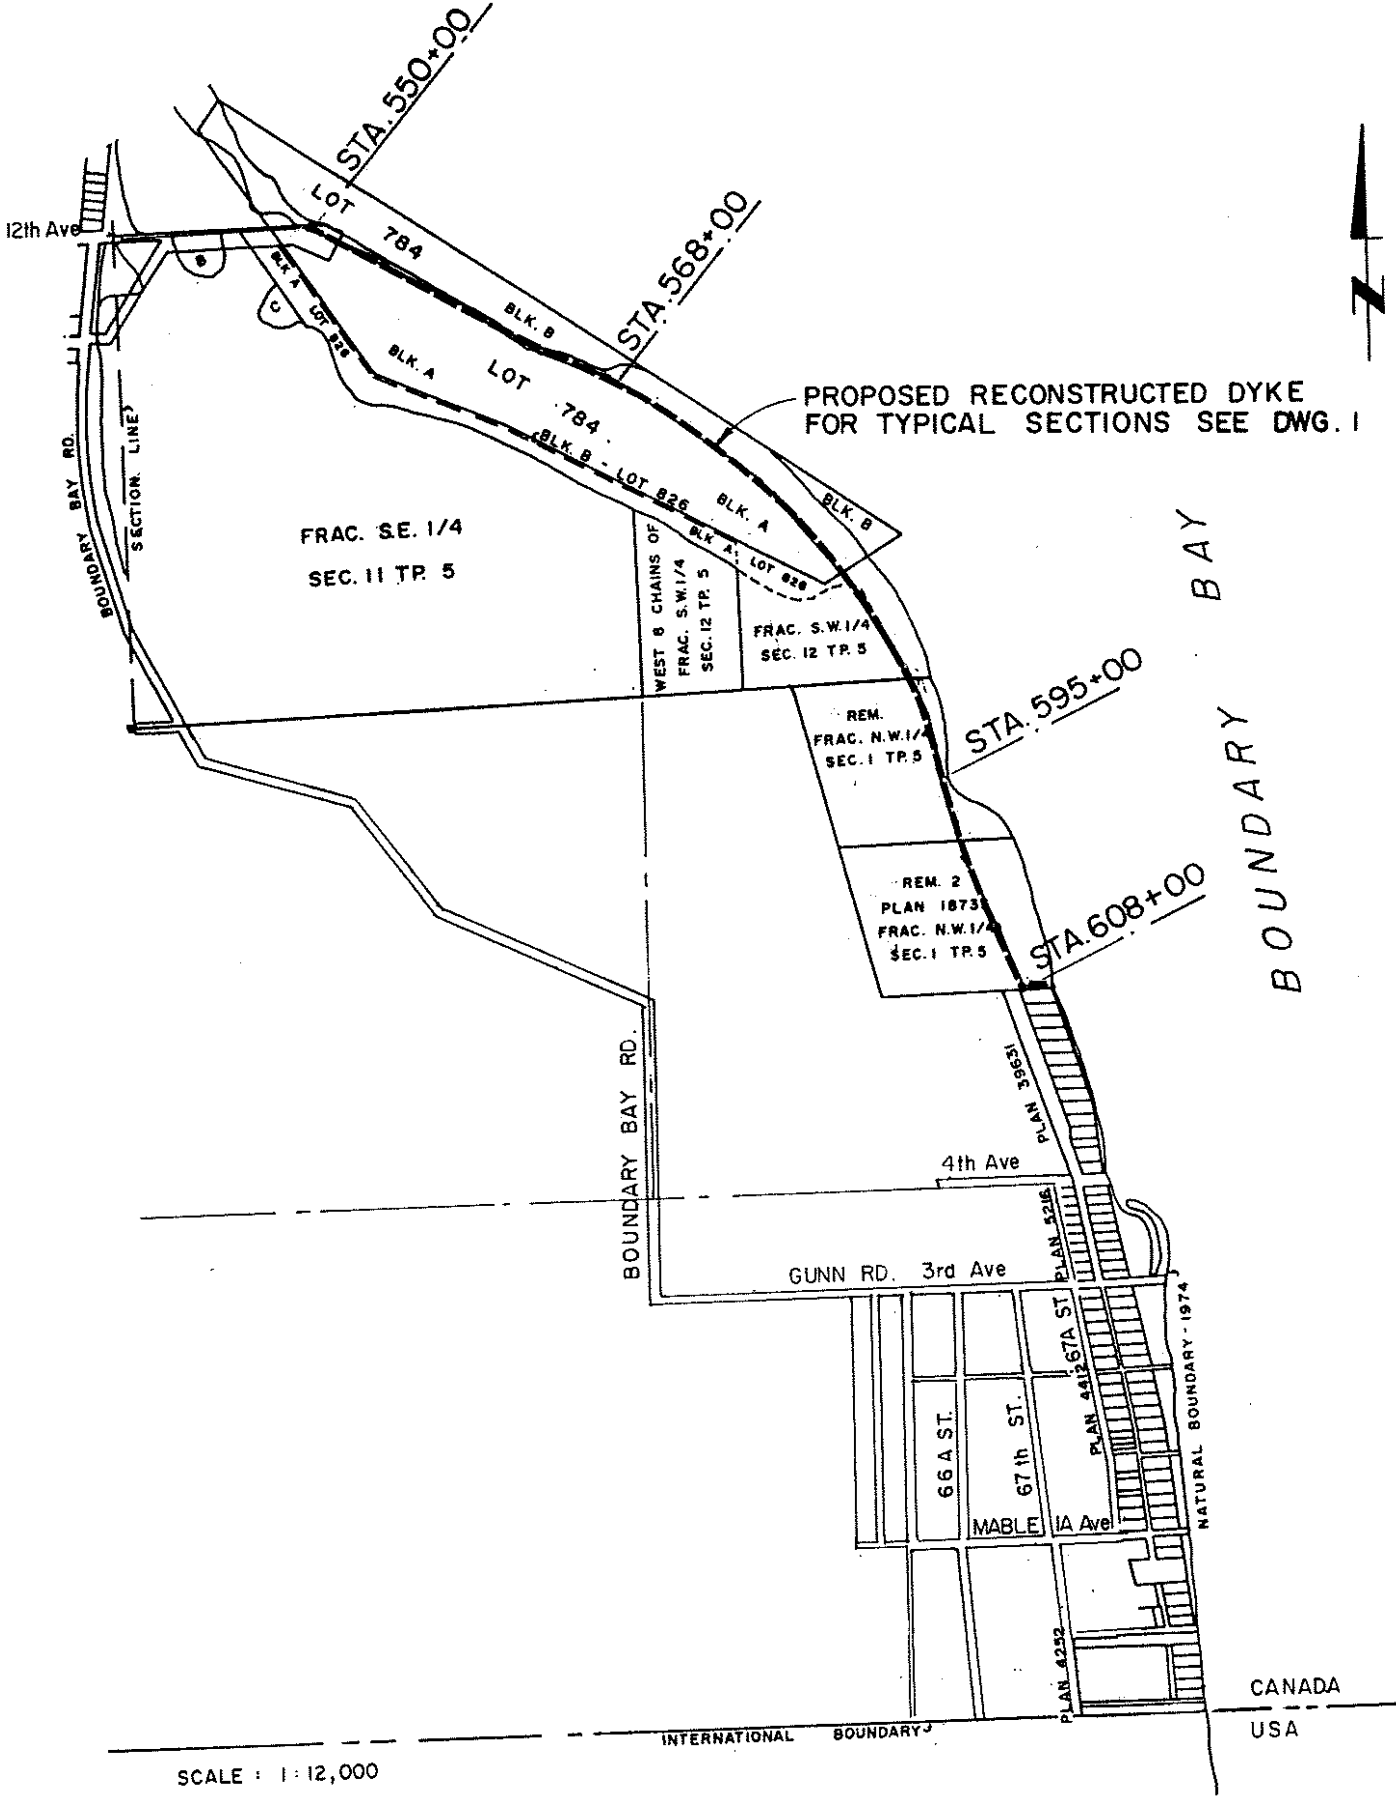 STA. 550+00
12th Ave
LOT
784
STA. 568+00
B
BLK A
LOT 826
C
BLK. B
BLK. A
LOT
784
PROPOSED RECONSTRUCTED DYKE
FOR TYPICAL SECTIONS SEE DWG. 1
BLK. B - LOT 826
BLK. A
BLK. B
BLK A LOT 826
SECTION LINE
BOUNDARY BAY RD.
FRAC. S.E. 1/4
SEC. 11 TP. 5
WEST 8 CHAINS OF
FRAC. S.W. 1/4
SEC. 12 TP. 5
FRAC. S.W. 1/4
SEC. 12 TP. 5
BOUNDARY BAY
STA. 595+00
REM.
FRAC. N.W. 1/4
SEC. 1 TP. 5
REM. 2
PLAN 18735
FRAC. N.W. 1/4
SEC. 1 TP. 5
STA. 608+00
N
BOUNDARY BAY RD.
PLAN 39631
4th Ave
PLAN 5216
GUNN RD. 3rd Ave
67A ST.
PLAN 4412
NATURAL BOUNDARY - 1974
66 A ST.
67 th ST.
MABLE 1A Ave
PLAN 4252
CANADA
USA
INTERNATIONAL BOUNDARY
SCALE : 1 : 12,000